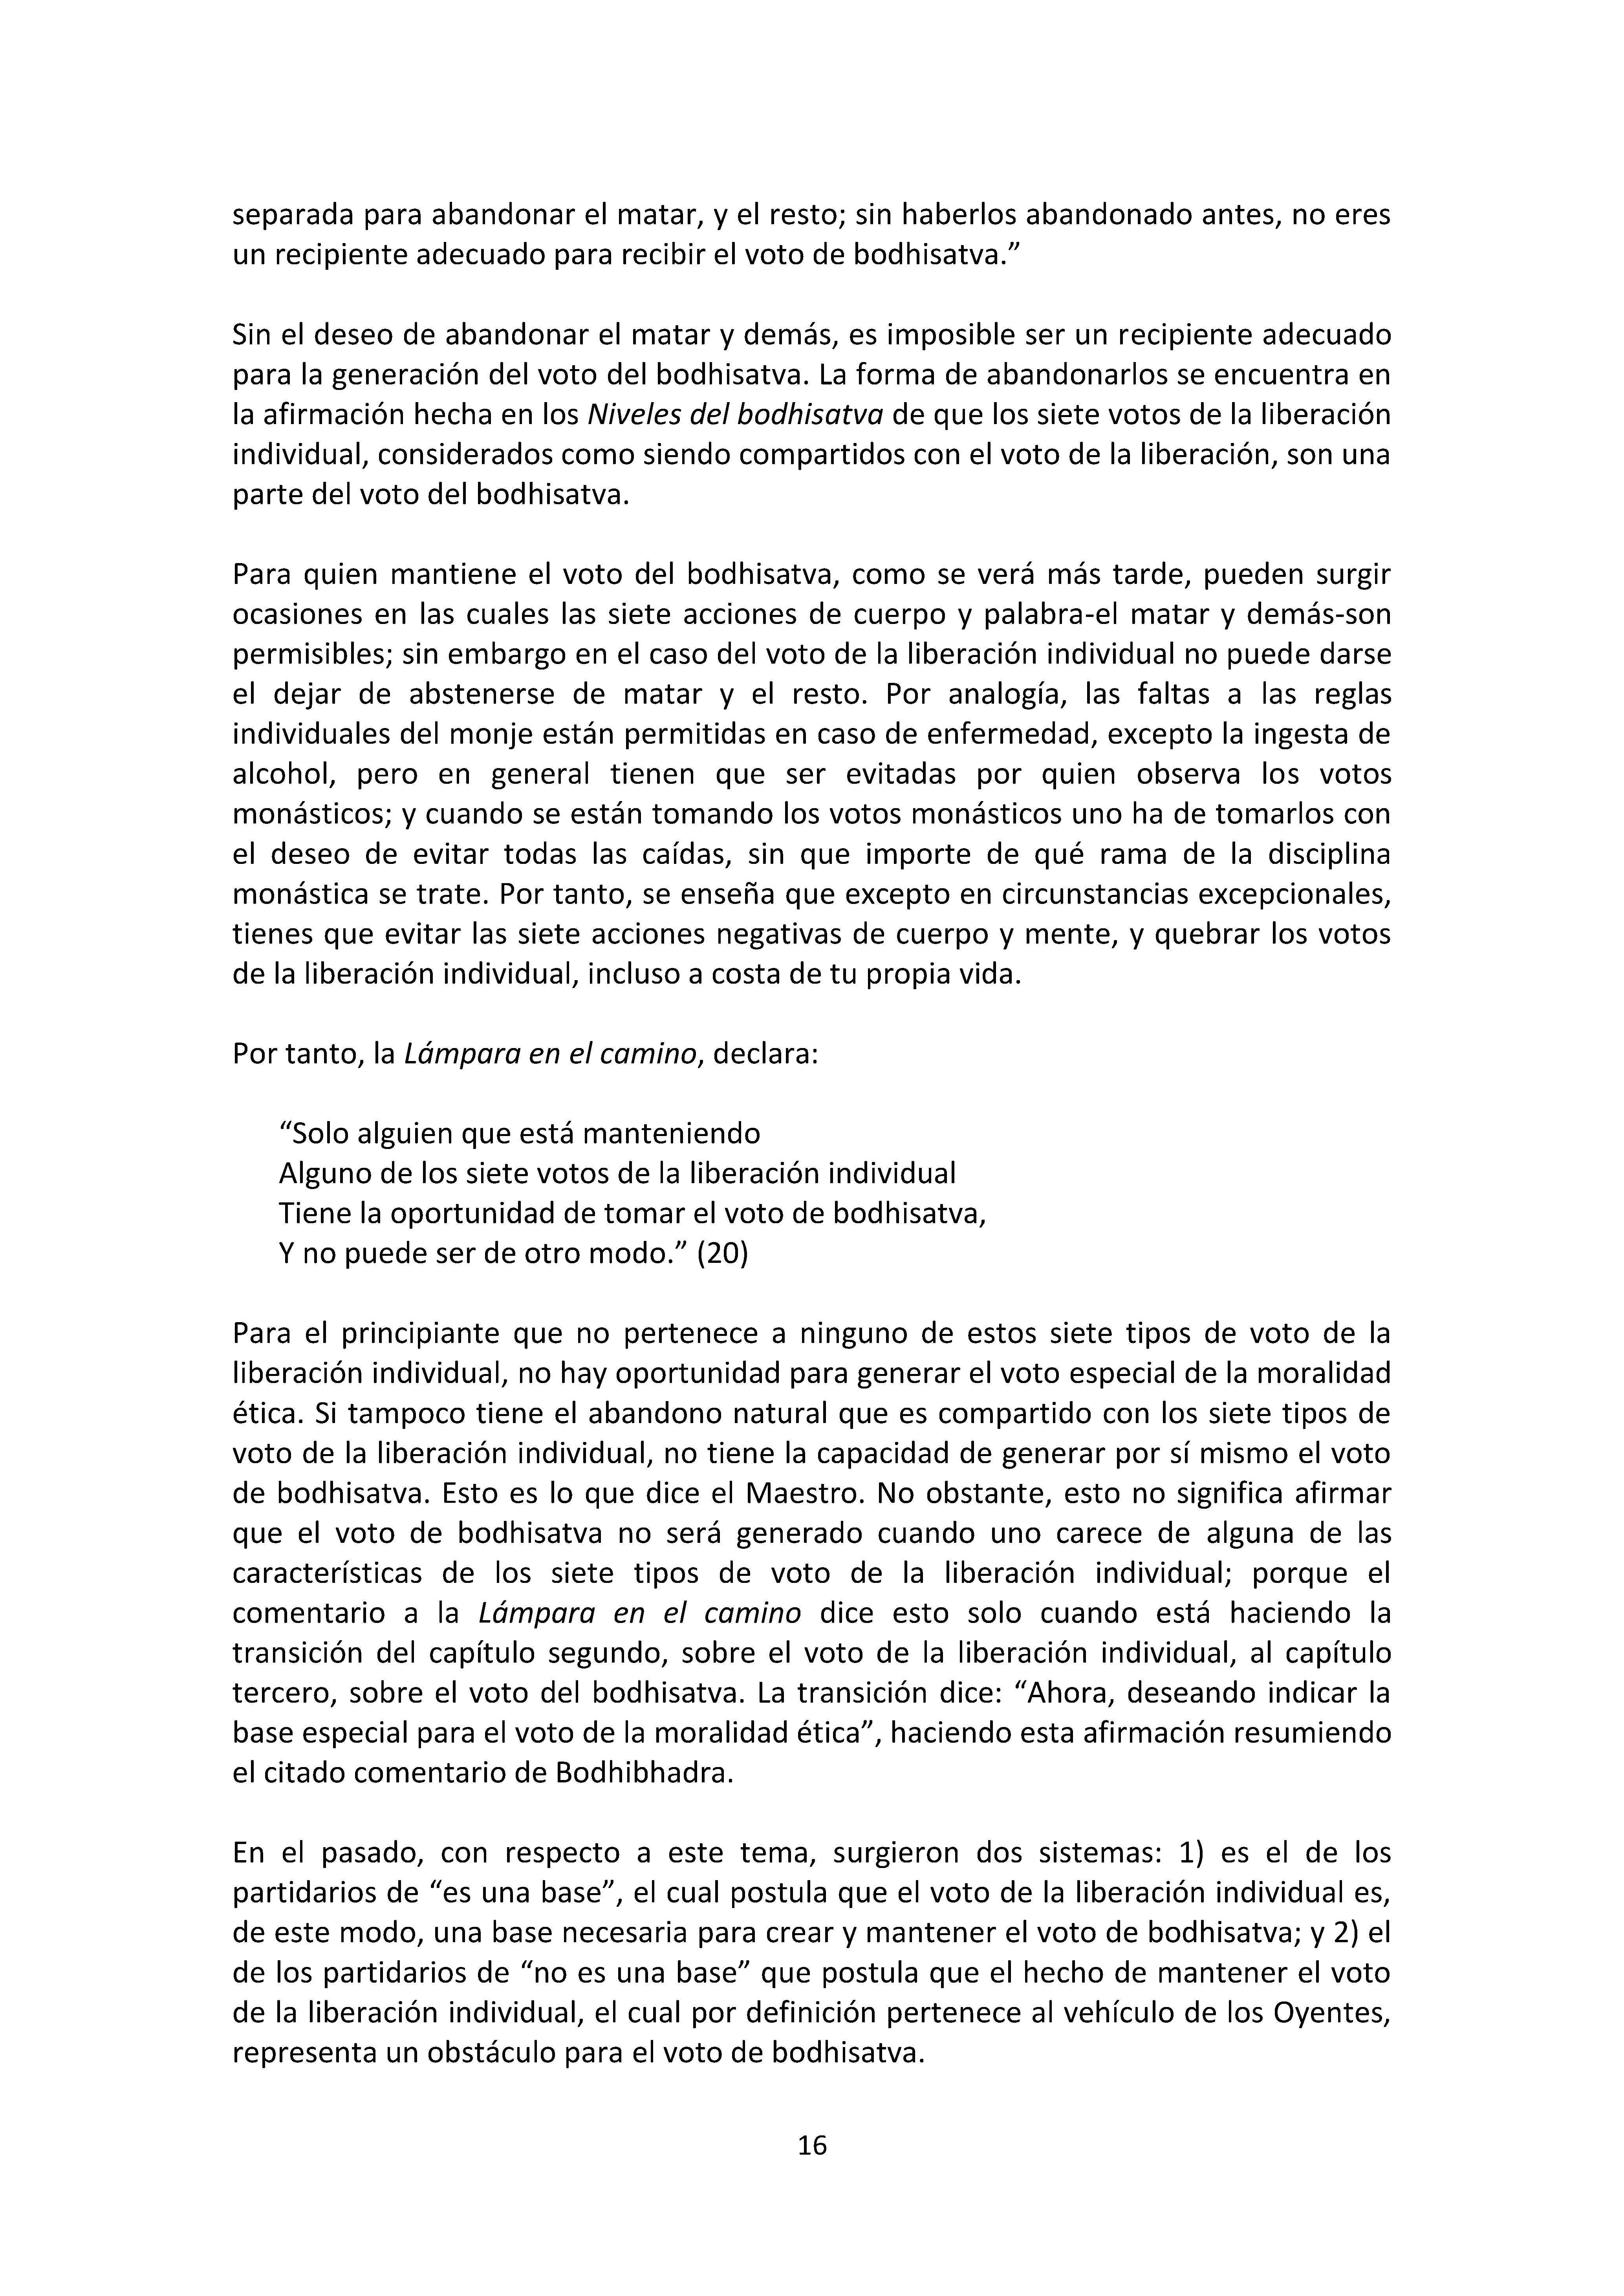 separada para abandonar el matar, y el resto; sin haberlos abandonado antes, no eres
un recipiente adecuado para recibir el voto de bodhisatva.”
Sin el deseo de abandonar el matar y demás, es imposible ser un recipiente adecuado
para la generación del voto del bodhisatva. La forma de abandonarlos se encuentra en
la afirmación hecha en los Niveles del bodhisatva de que los siete votos de la liberación
individual, considerados como siendo compartidos con el voto de la liberación, son una
parte del voto del bodhisatva.
Para quien mantiene el voto del bodhisatva, como se verá más tarde, pueden surgir
ocasiones en las cuales las siete acciones de cuerpo y palabra-el matar y demás-son
permisibles; sin embargo en el caso del voto de la liberación individual no puede darse
el dejar de abstenerse de matar y el resto. Por analogía, las faltas a las reglas
individuales del monje están permitidas en caso de enfermedad, excepto la ingesta de
alcohol, pero en general tienen que ser evitadas por quien observa los votos
monásticos; y cuando se están tomando los votos monásticos uno ha de tomarlos con
el deseo de evitar todas las caídas, sin que importe de qué rama de la disciplina
monástica se trate. Por tanto, se enseña que excepto en circunstancias excepcionales,
tienes que evitar las siete acciones negativas de cuerpo y mente, y quebrar los votos
de la liberación individual, incluso a costa de tu propia vida.
Por tanto, la Lámpara en el camino, declara:
“Solo alguien que está manteniendo
Alguno de los siete votos de la liberación individual
Tiene la oportunidad de tomar el voto de bodhisatva,
Y no puede ser de otro modo.” (20)
Para el principiante que no pertenece a ninguno de estos siete tipos de voto de la
liberación individual, no hay oportunidad para generar el voto especial de la moralidad
ética. Si tampoco tiene el abandono natural que es compartido con los siete tipos de
voto de la liberación individual, no tiene la capacidad de generar por sí mismo el voto
de bodhisatva. Esto es lo que dice el Maestro. No obstante, esto no significa afirmar
que el voto de bodhisatva no será generado cuando uno carece de alguna de las
características de los siete tipos de voto de la liberación individual; porque el
comentario a la Lámpara en el camino dice esto solo cuando está haciendo la
transición del capítulo segundo, sobre el voto de la liberación individual, al capítulo
tercero, sobre el voto del bodhisatva. La transición dice: “Ahora, deseando indicar la
base especial para el voto de la moralidad ética”, haciendo esta afirmación resumiendo
el citado comentario de Bodhibhadra.
En el pasado, con respecto a este tema, surgieron dos sistemas: 1) es el de los
partidarios de “es una base”, el cual postula que el voto de la liberación individual es,
de este modo, una base necesaria para crear y mantener el voto de bodhisatva; y 2) el
de los partidarios de “no es una base” que postula que el hecho de mantener el voto
de la liberación individual, el cual por definición pertenece al vehículo de los Oyentes,
representa un obstáculo para el voto de bodhisatva.
16